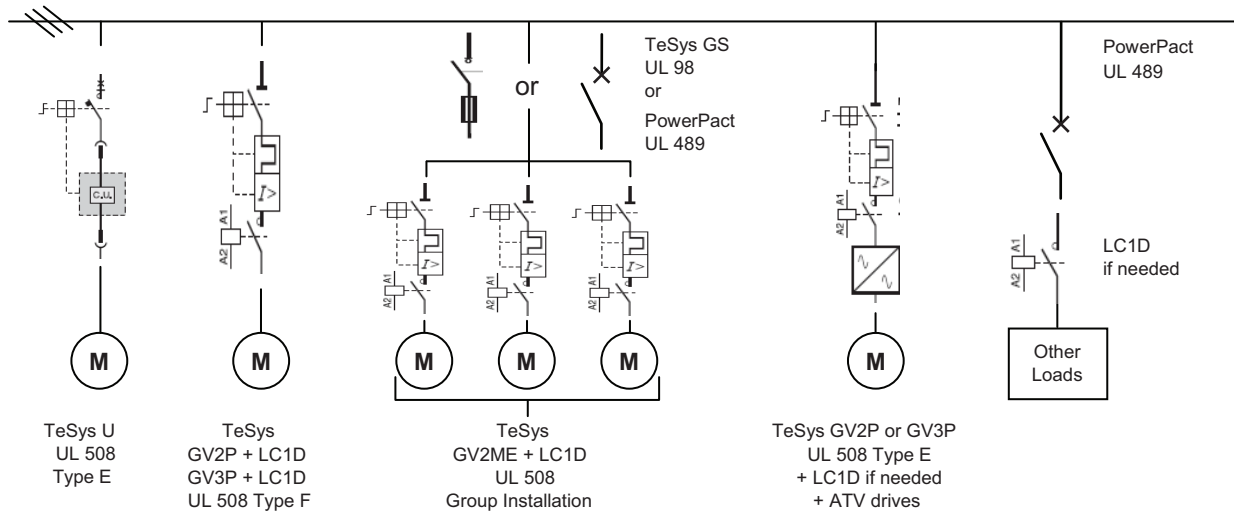 TeSys GS
UL 98
or
PowerPact
UL 489
or
PowerPact
UL 489
C.U.
A1
A2
I>
A1
A2
I>
A1
A2
I>
A1
A2
I>
A1
A2
I>
A1
A2
LC1D
if needed
M
M
M
M
M
M
Other
Loads
TeSys U
UL 508
Type E
TeSys
GV2P + LC1D
GV3P + LC1D
UL 508 Type F
TeSys
GV2ME + LC1D
UL 508
Group Installation
TeSys GV2P or GV3P
UL 508 Type E
+ LC1D if needed
+ ATV drives